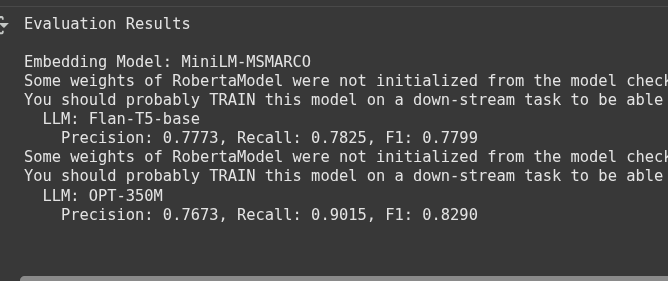 Evaluation Results
Embedding Model: MiniLM-MSMARCO
Some weights of RobertaModel were not initialized from the model check
You should probably TRAIN this model on a down-stream task to be able
LLM: Flan-T5-base
Precision: 0.7773, Recall: 0.7825, F1: 0.7799
Some weights of RobertaModel were not initialized from the model check
You should probably TRAIN this model on a down-stream task to be able
LLM: OPT-350M
Precision: 0.7673, Recall: 0.9015, F1: 0.8290